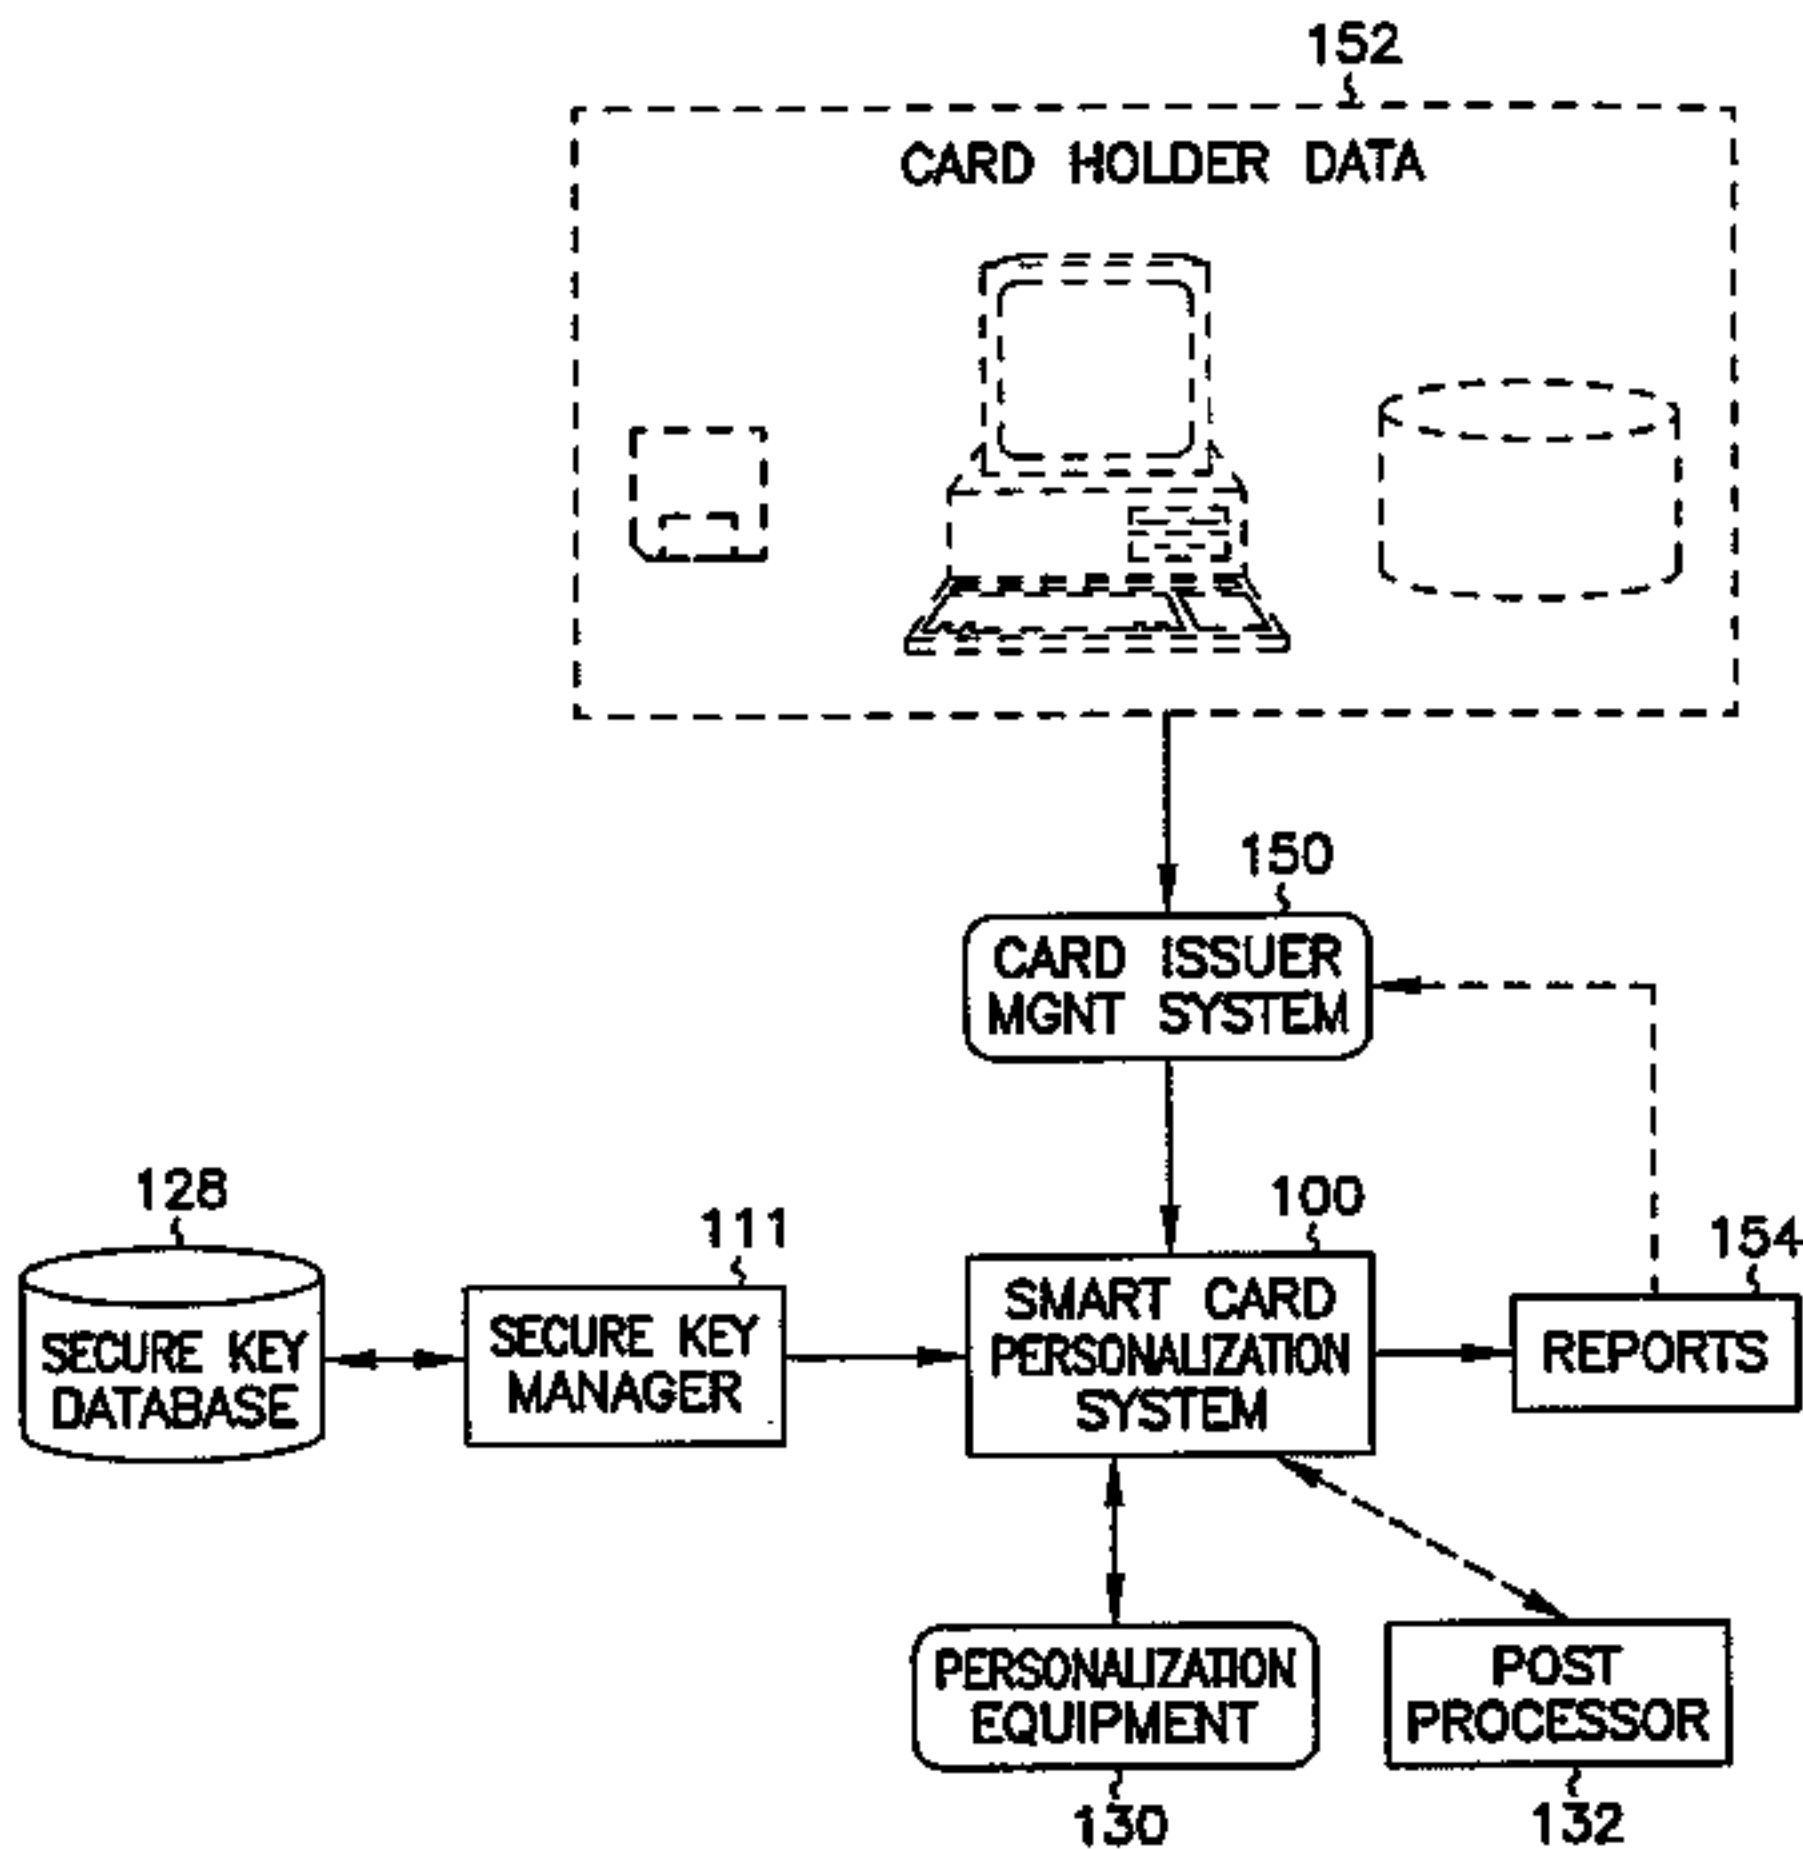 152
CARD HOLDER DATA
150
CARD ISSUER
MGNT SYSTEM
128
SECURE KEY
DATABASE
111
SECURE KEY
MANAGER
100
SMART CARD
PERSONALIZATION
SYSTEM
154
REPORTS
PERSONALIZATION
EQUIPMENT
130
POST
PROCESSOR
132